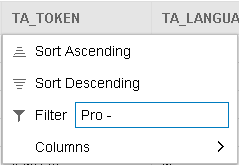 TA_TOKEN TA_LANGUA
Sort Ascending
Sort Descending
Filter Pro -
Columns